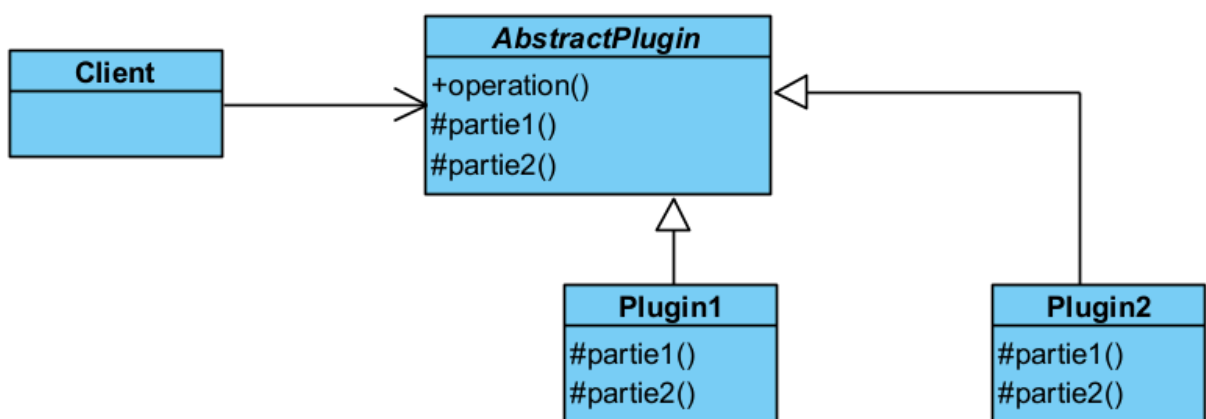 Client
AbstractPlugin
+operation()
#partie1()
#partie2()
Plugin1
#partie1()
#partie2()
Plugin2
#partie1()
#partie2()